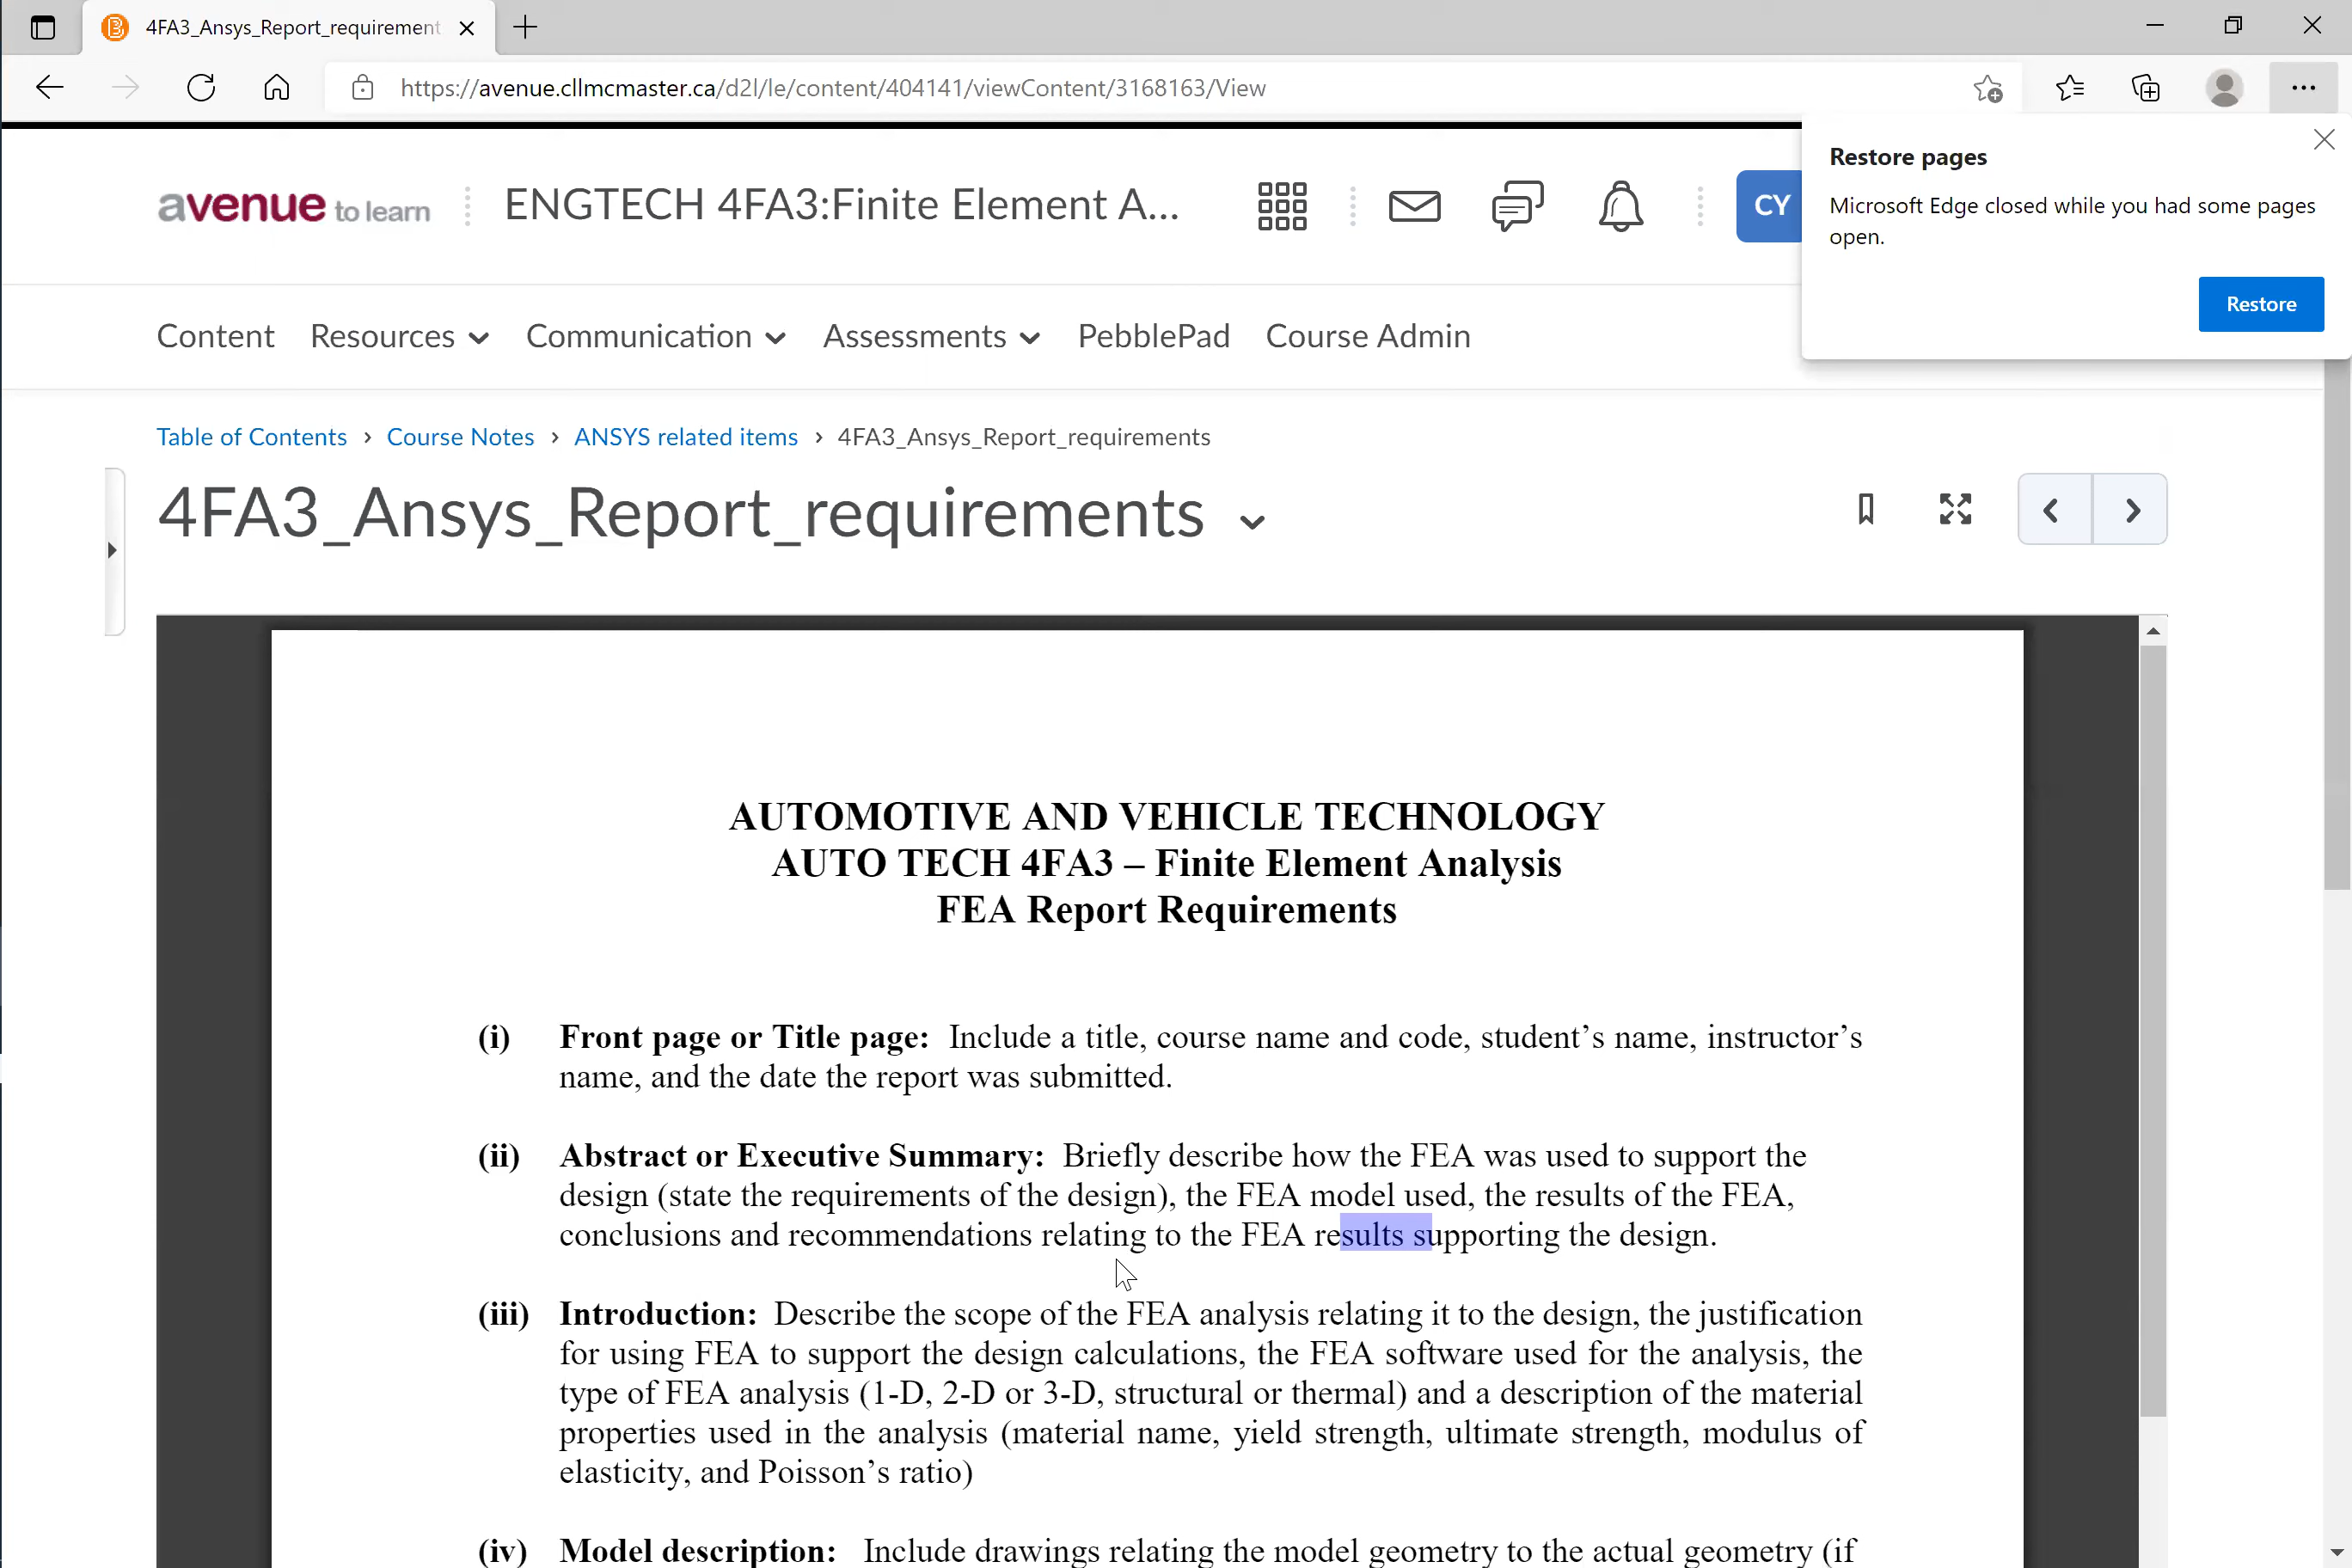 4FA3_Ansys_Report_requirement
https://avenue.cllmcmaster.ca/d2l/le/content/404141/viewContent/3168163/View
Restore pages
Microsoft Edge closed while you had some pages
open.
Restore
avenue to learn
ENGTECH 4FA3:Finite Element A...
CY
Content Resources Communication Assessments PebblePad Course Admin
Table of Contents › Course Notes › ANSYS related items › 4FA3_Ansys_Report_requirements
4FA3_Ansys_Report_requirements
AUTOMOTIVE AND VEHICLE TECHNOLOGY
AUTO TECH 4FA3 – Finite Element Analysis
FEA Report Requirements
(i) Front page or Title page: Include a title, course name and code, student’s name, instructor’s
name, and the date the report was submitted.
(ii) Abstract or Executive Summary: Briefly describe how the FEA was used to support the
design (state the requirements of the design), the FEA model used, the results of the FEA,
conclusions and recommendations relating to the FEA results supporting the design.
(iii) Introduction: Describe the scope of the FEA analysis relating it to the design, the justification
for using FEA to support the design calculations, the FEA software used for the analysis, the
type of FEA analysis (1-D, 2-D or 3-D, structural or thermal) and a description of the material
properties used in the analysis (material name, yield strength, ultimate strength, modulus of
elasticity, and Poisson’s ratio)
(iv) Model description: Include drawings relating the model geometry to the actual geometry (if